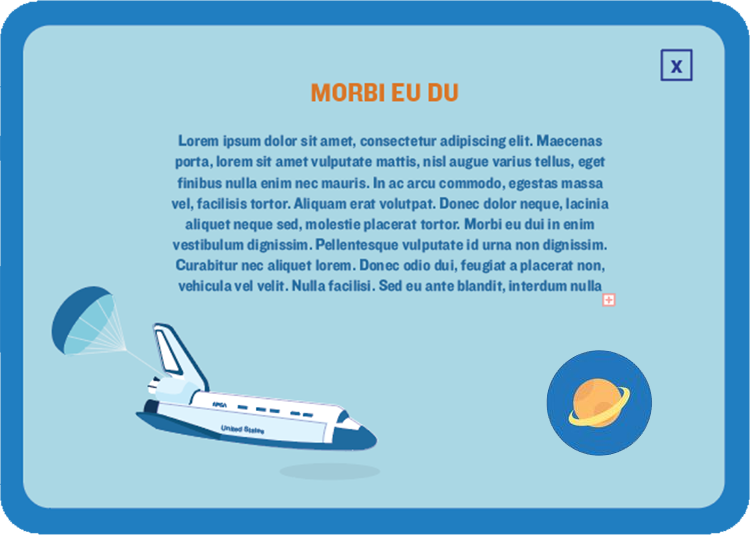 X
MORBI EU DU
Lorem ipsum dolor sit amet, consectetur adipiscing elit. Maecenas
porta, lorem sit amet vulputate mattis, nisl augue varius tellus, eget
finibus nulla enim nec mauris. In ac arcu commodo, egestas massa
vel, facilisis tortor. Aliquam erat volutpat. Donec dolor neque, lacinia
aliquet neque sed, molestie placerat tortor. Morbi eu dui in enim
vestibulum dignissim. Pellentesque vulputate id urna non dignissim.
Curabitur nec aliquet lorem. Donec odio dui, feugiat a placerat non,
vehicula vel velit. Nulla facilisi. Sed eu ante blandit, interdum nulla
United States